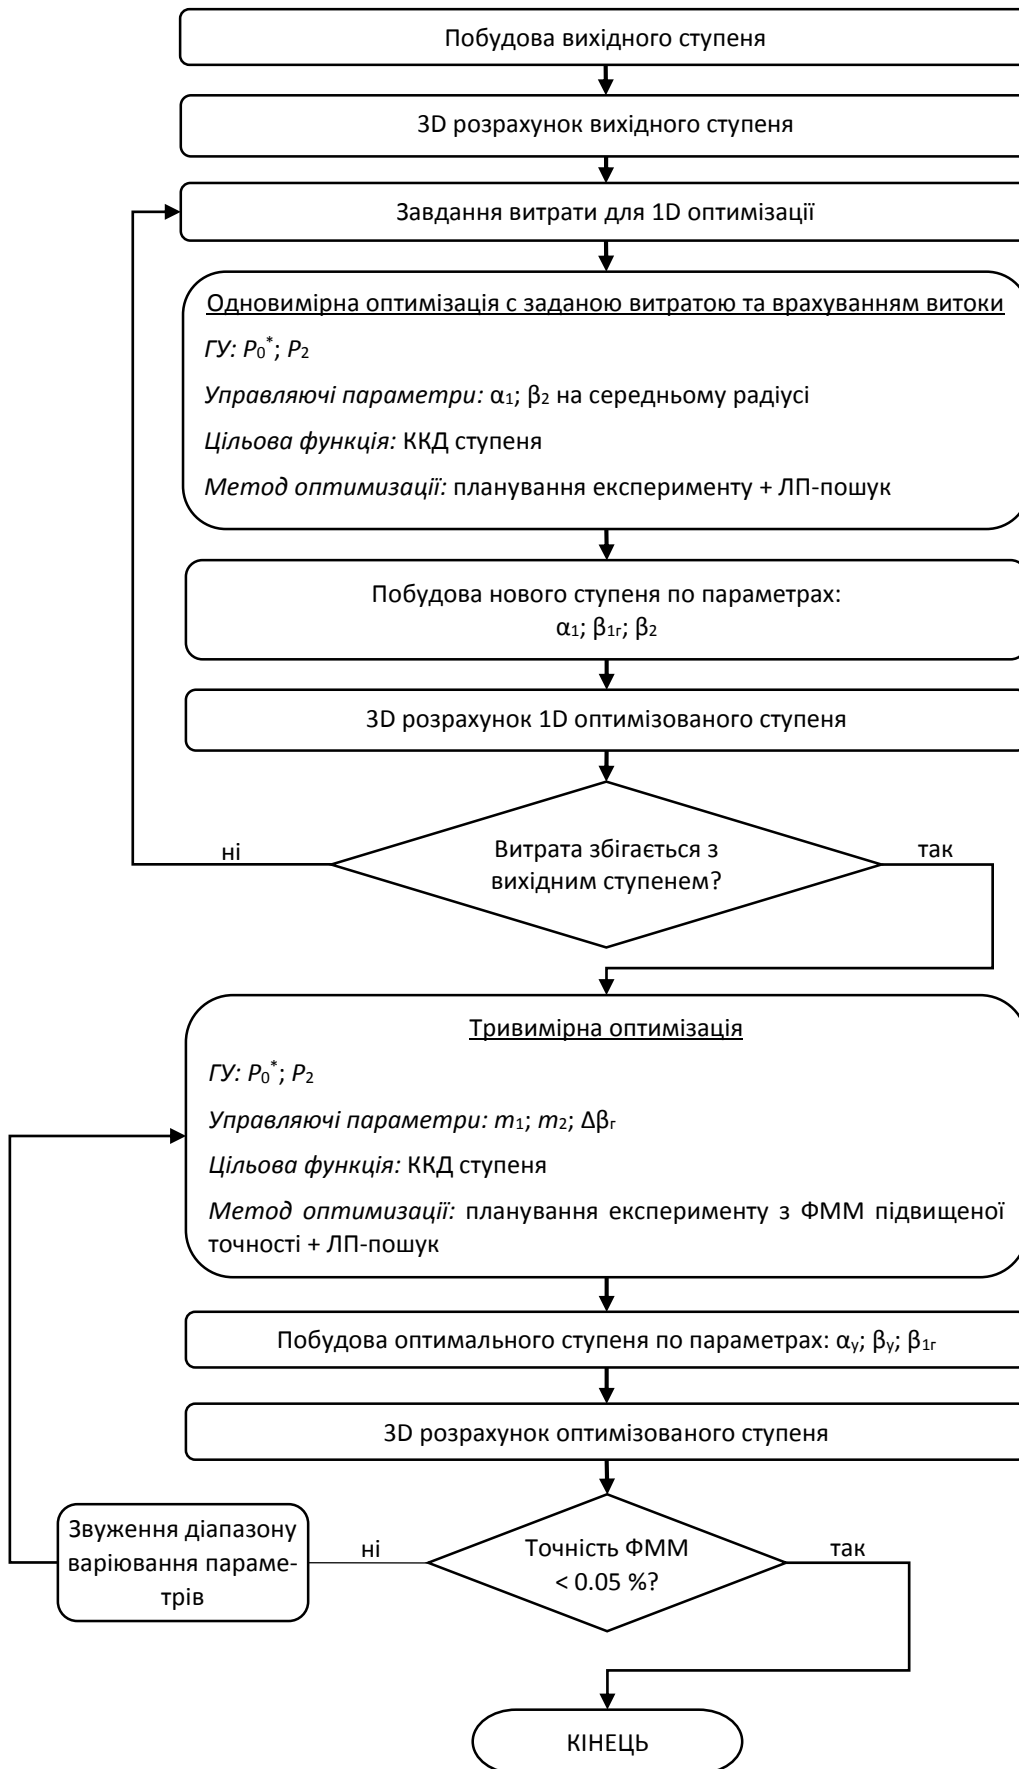 Побудова вихідного ступеня
3D розрахунок вихідного ступеня
Завдання витрати для 1D оптимізації
Одновимірна оптимізація с заданою витратою та врахуванням витоки
ГУ: P₀*; P₂
Управляючі параметри: α₁; β₂ на середньому радіусі
Цільова функція: ККД ступеня
Метод оптимизації: планування експерименту + ЛП-пошук
Побудова нового ступеня по параметрах:
α₁; β₁г; β₂
3D розрахунок 1D оптимізованого ступеня
Витрата збігається з
вихідним ступенем?
ні
так
Тривимірна оптимізація
ГУ: P₀*; P₂
Управляючі параметри: m₁; m₂; Δβг
Цільова функція: ККД ступеня
Метод оптимизації: планування експерименту з ФММ підвищеної
точності + ЛП-пошук
Побудова оптимального ступеня по параметрах: αу; βу; β₁г
3D розрахунок оптимізованого ступеня
Звуження діапазону
варіювання параме-
трів
ні
Точність ФММ
< 0.05 %?
так
КІНЕЦЬ